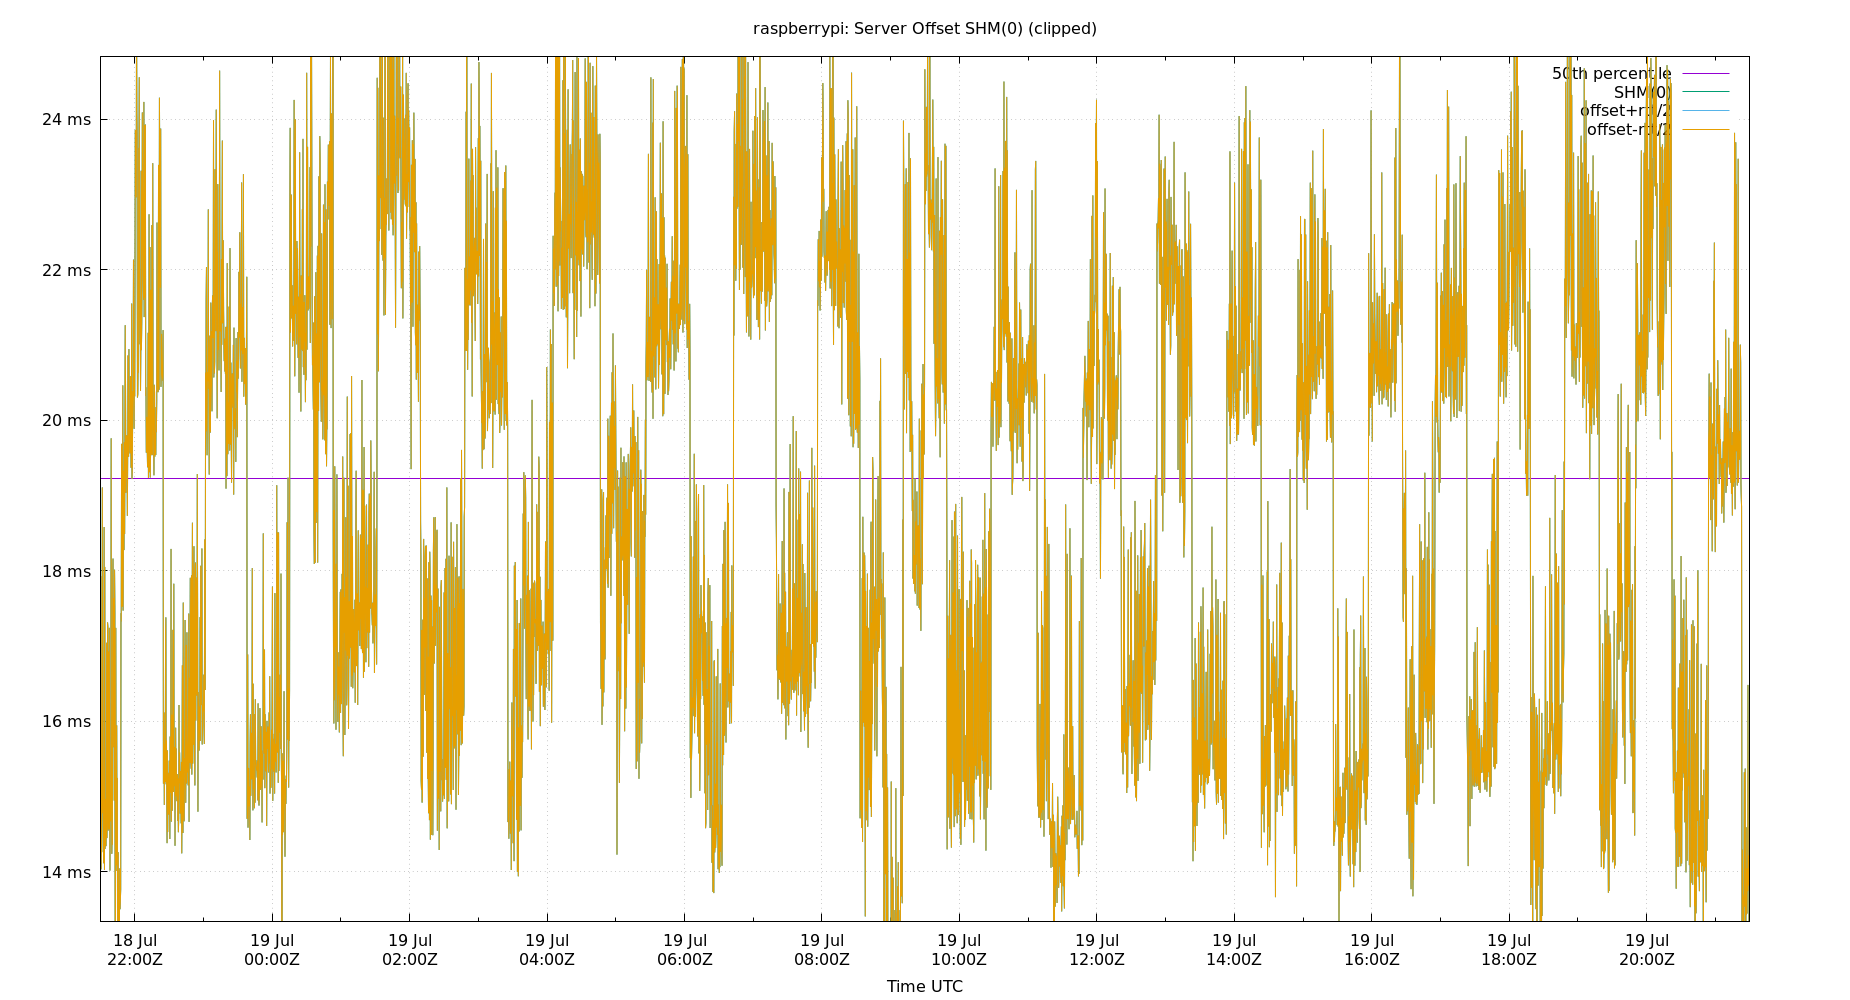 raspberrypi: Server Offset SHM(0) (clipped)
50th percentile
SHM(0)
offset+rtt/2
offset-rtt/2
24 ms
22 ms
20 ms
18 ms
16 ms
14 ms
18 Jul 19 Jul 19 Jul 19 Jul 19 Jul 19 Jul 19 Jul 19 Jul 19 Jul 19 Jul 19 Jul 19 Jul
22:00Z 00:00Z 02:00Z 04:00Z 06:00Z 08:00Z 10:00Z 12:00Z 14:00Z 16:00Z 18:00Z 20:00Z
Time UTC